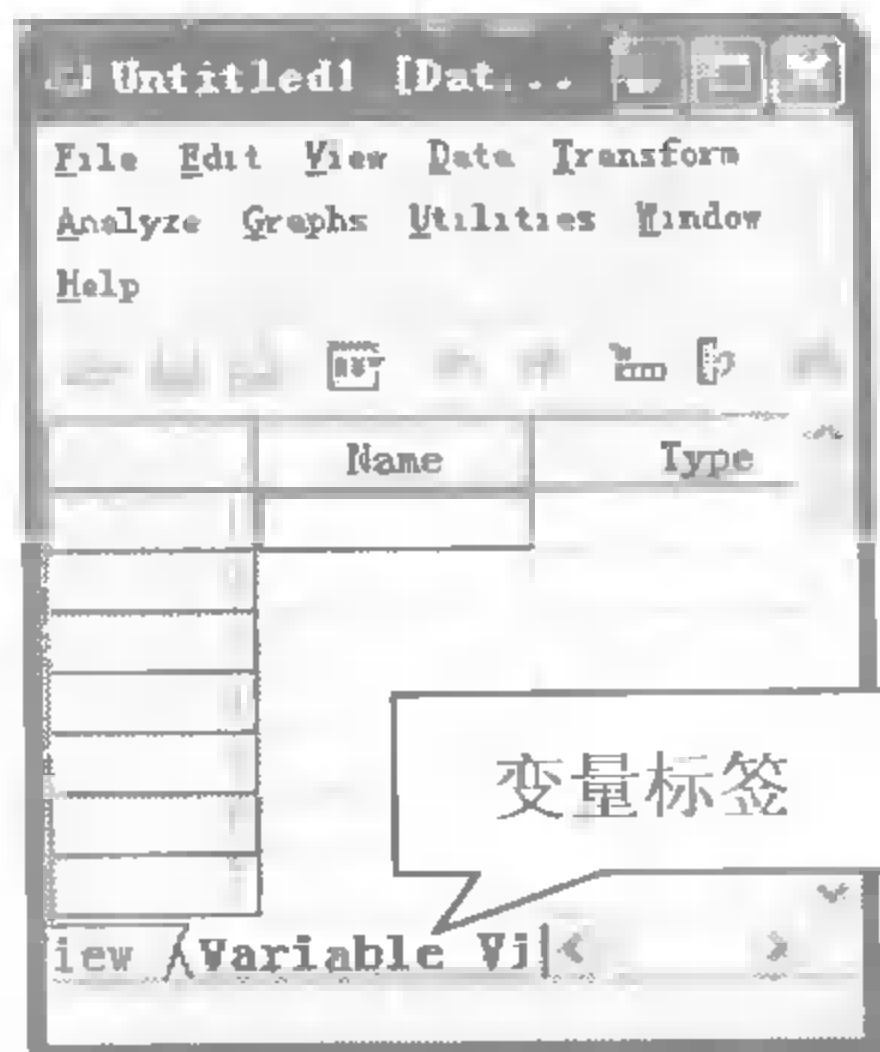 Untitled1 [Dat...
File Edit View Data Transform
Analyze Graphs Utilities Window
Help
Name Type
变量标签
iew Variable Vi